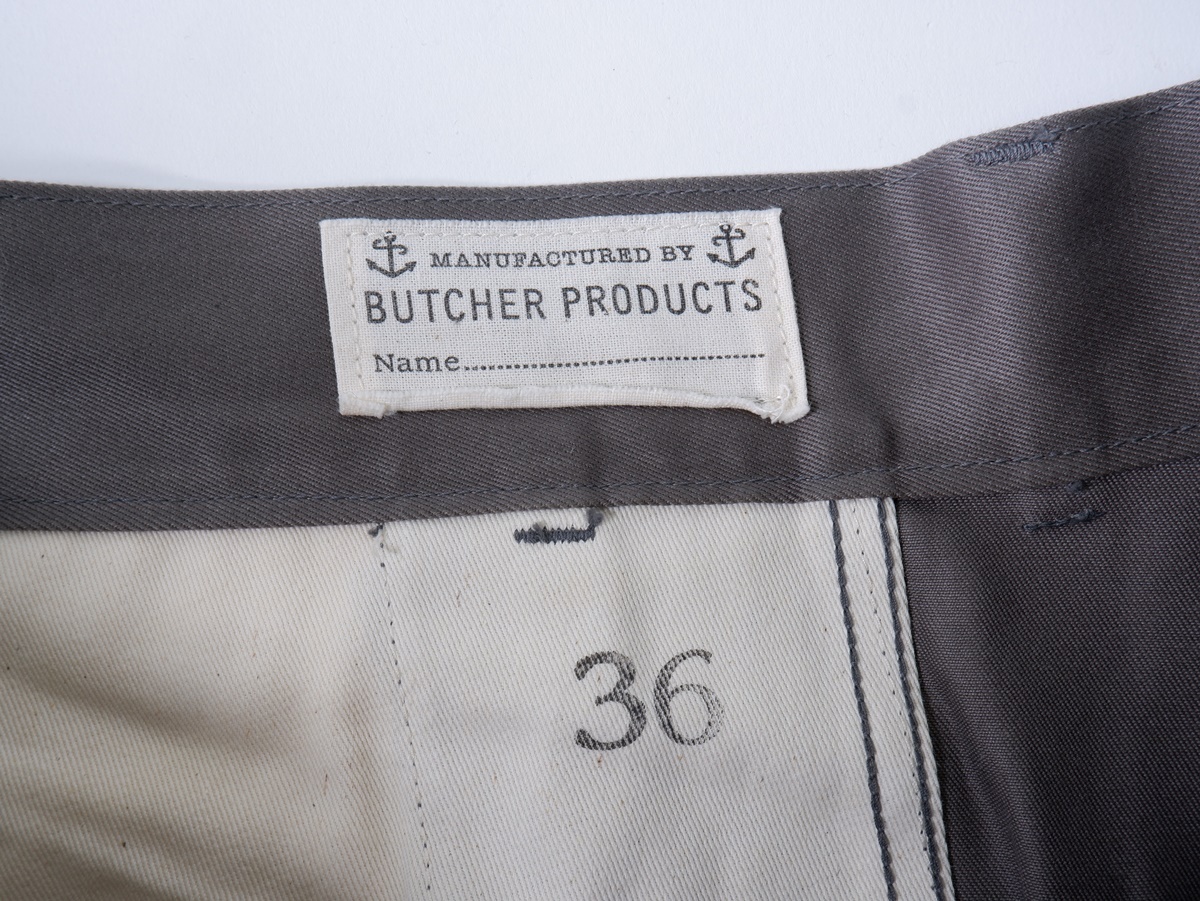 MANUFACTURED BY
BUTCHER PRODUCTS
Name..................................................
36